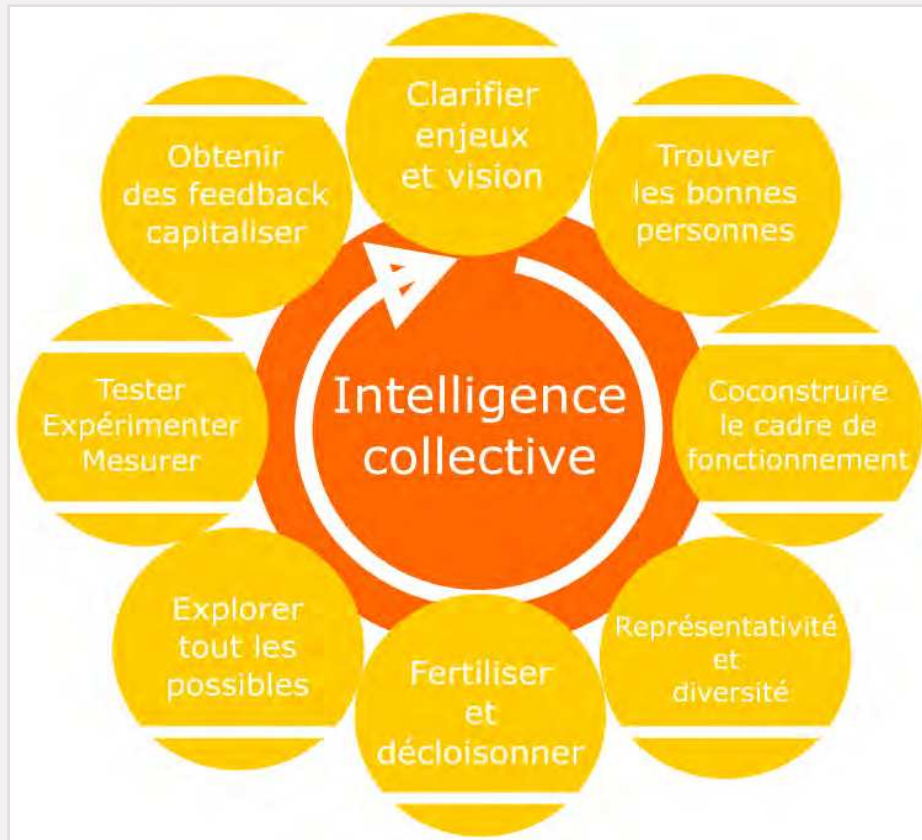 Clarifier
enjeux
et vision
Trouver
les bonnes
personnes
Coconstruire
le cadre de
fonctionnement
Représentativité
et
diversité
Fertiliser
et
décloisonner
Explorer
tout les
possibles
Tester
Expérimenter
Mesurer
Obtenir
des feedback
capitaliser
Intelligence
collective